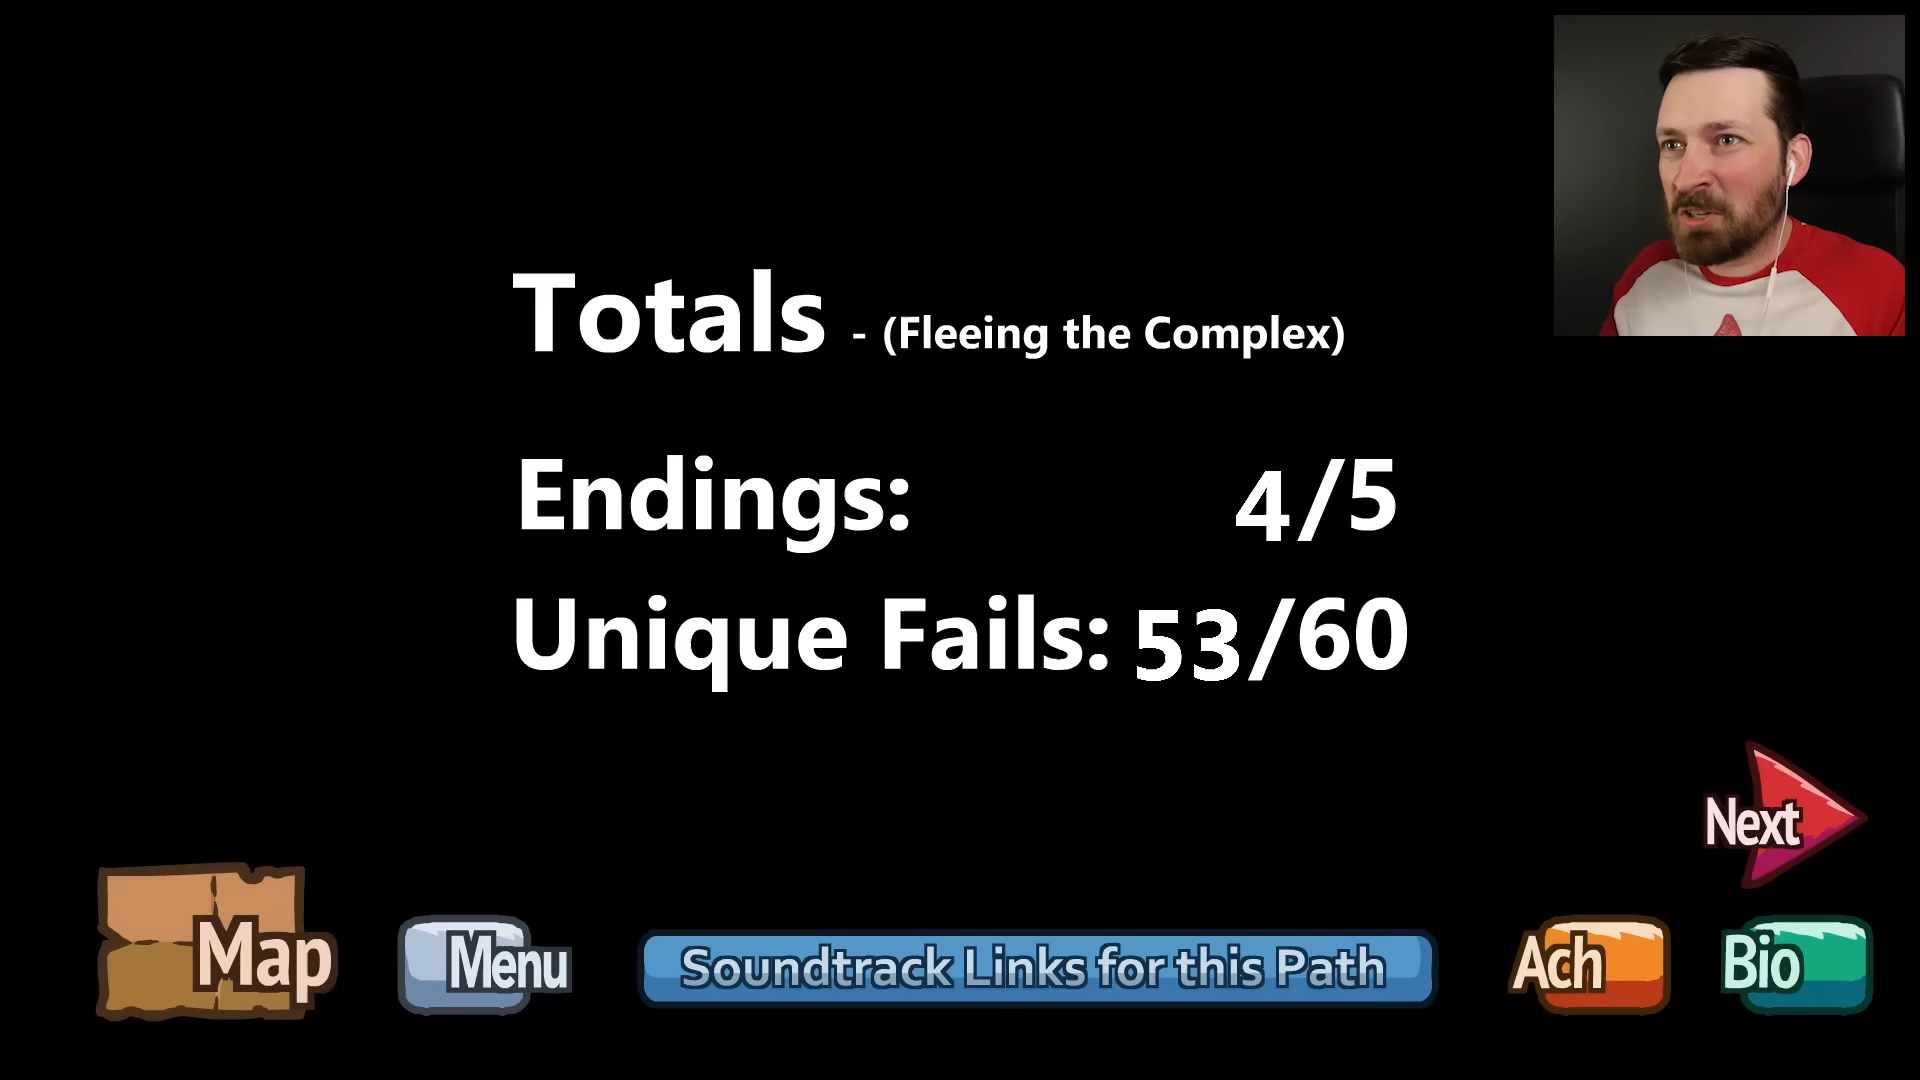 Totals - (Fleeing the Complex)
Endings: 4/5
Unique Fails: 53/60
Next
Map
Menu
Soundtrack Links for this Path
Ach
Bio